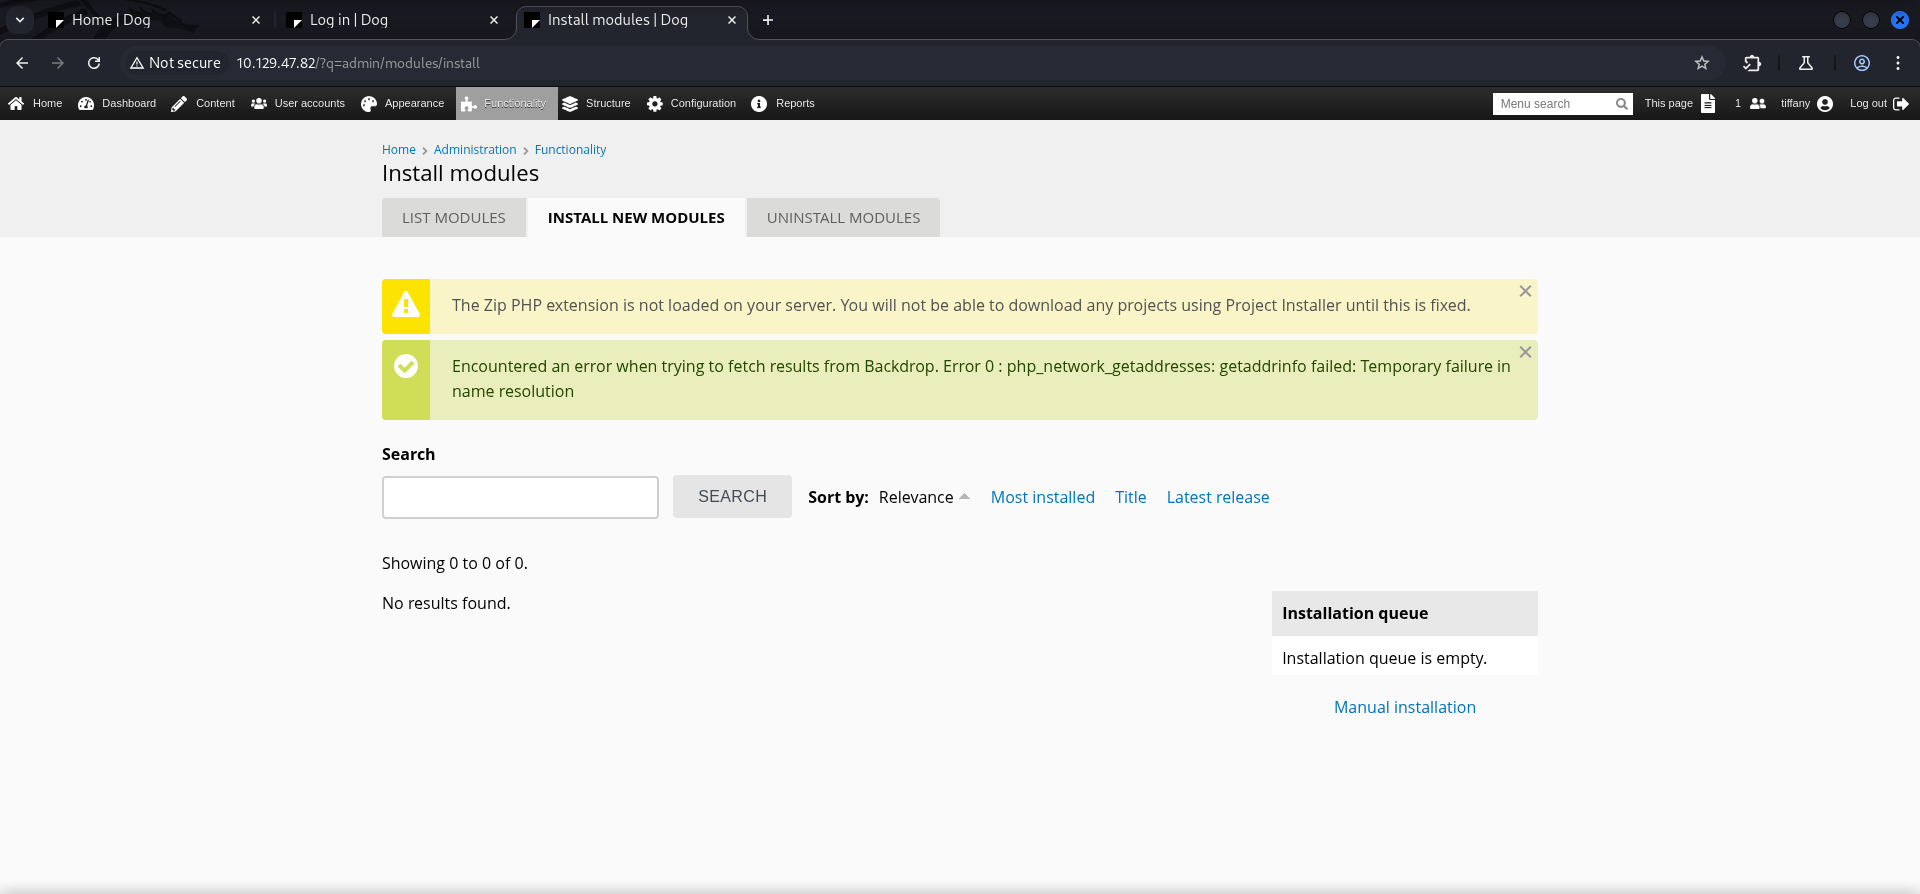 Home | Dog
Log in | Dog
Install modules | Dog
Not secure 10.129.47.82/?q=admin/modules/install
Home Dashboard Content User accounts Appearance Functionality Structure Configuration Reports Menu search This page 1 tiffany Log out
Home › Administration › Functionality
Install modules
LIST MODULES INSTALL NEW MODULES UNINSTALL MODULES
The Zip PHP extension is not loaded on your server. You will not be able to download any projects using Project Installer until this is fixed.
Encountered an error when trying to fetch results from Backdrop. Error 0 : php_network_getaddresses: getaddrinfo failed: Temporary failure in
name resolution
Search
SEARCH Sort by: Relevance Most installed Title Latest release
Showing 0 to 0 of 0.
No results found.
Installation queue
Installation queue is empty.
Manual installation